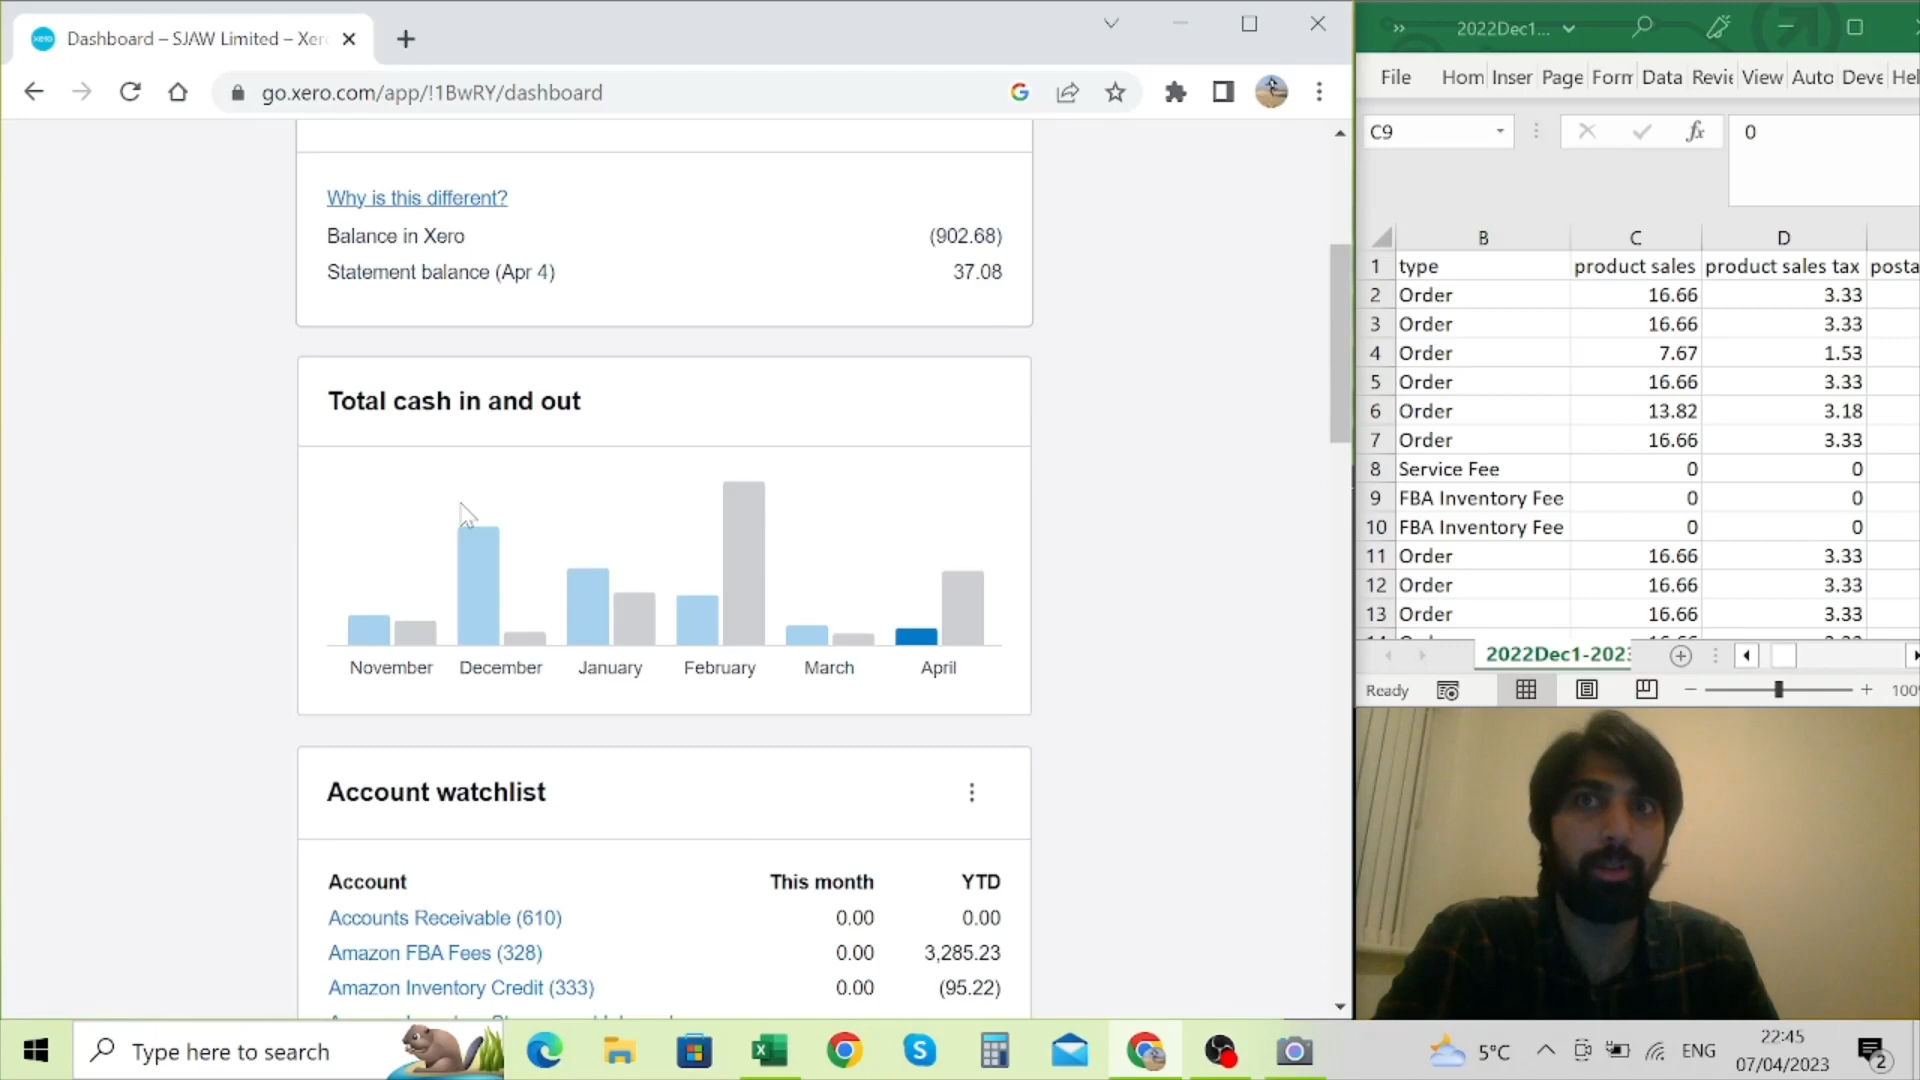 Dashboard – SJAW Limited – Xer
go.xero.com/app/!1BwRY/dashboard
Why is this different?
Balance in Xero (902.68)
Statement balance (Apr 4) 37.08
Total cash in and out
November December January February March April
Account watchlist
Account This month YTD
Accounts Receivable (610) 0.00 0.00
Amazon FBA Fees (328) 0.00 3,285.23
Amazon Inventory Credit (333) 0.00 (95.22)
2022Dec1...
File Hom Inser Page Form Data Revie View Auto Deve Hel
C9 fx 0
B C D
1 type product sales product sales tax posta
2 Order 16.66 3.33
3 Order 16.66 3.33
4 Order 7.67 1.53
5 Order 16.66 3.33
6 Order 13.82 3.18
7 Order 16.66 3.33
8 Service Fee 0 0
9 FBA Inventory Fee 0 0
10 FBA Inventory Fee 0 0
11 Order 16.66 3.33
12 Order 16.66 3.33
13 Order 16.66 3.33
2022Dec1-202
Ready 100
Type here to search
5°C ENG 22:45
07/04/2023 2